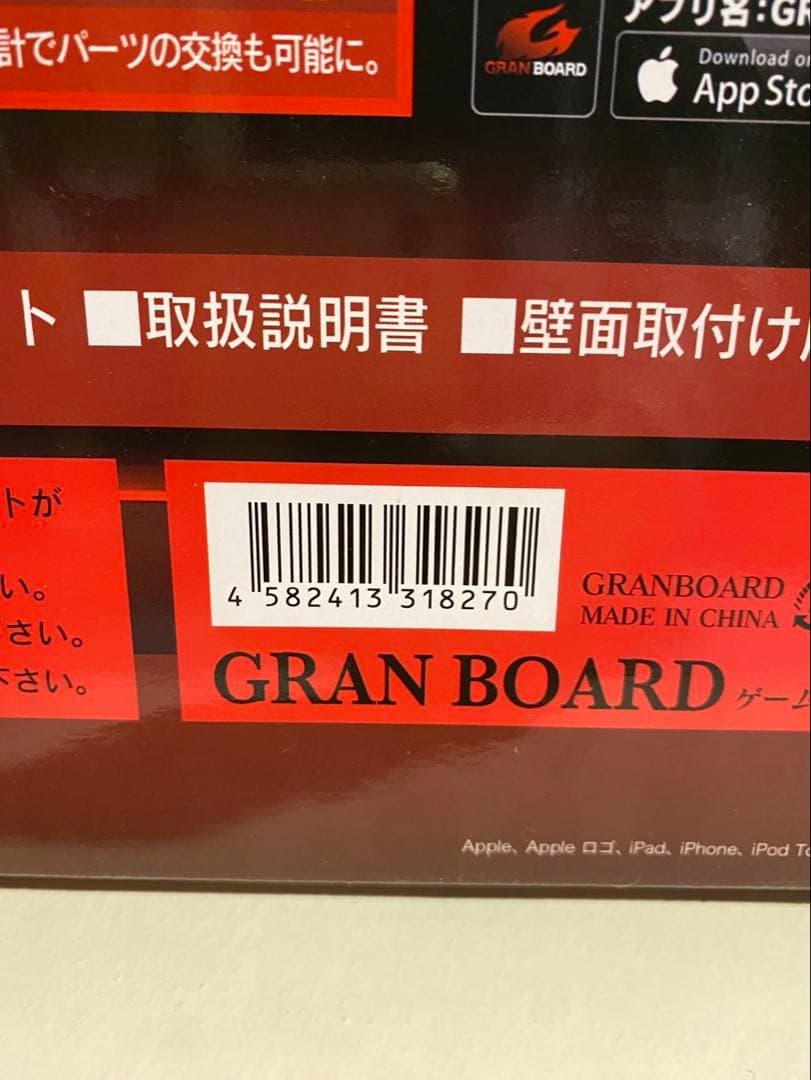 計でパーツの交換も可能に。
GRAN BOARD
アプリ名：GR
Download on
App Sto
ト ■取扱説明書 ■壁面取付け
トが
い。
さい。
下さい。
4 582413 318270
GRANBOARD
MADE IN CHINA
GRAN BOARD ゲーム
Apple、Apple ロゴ、iPad、iPhone、iPod To